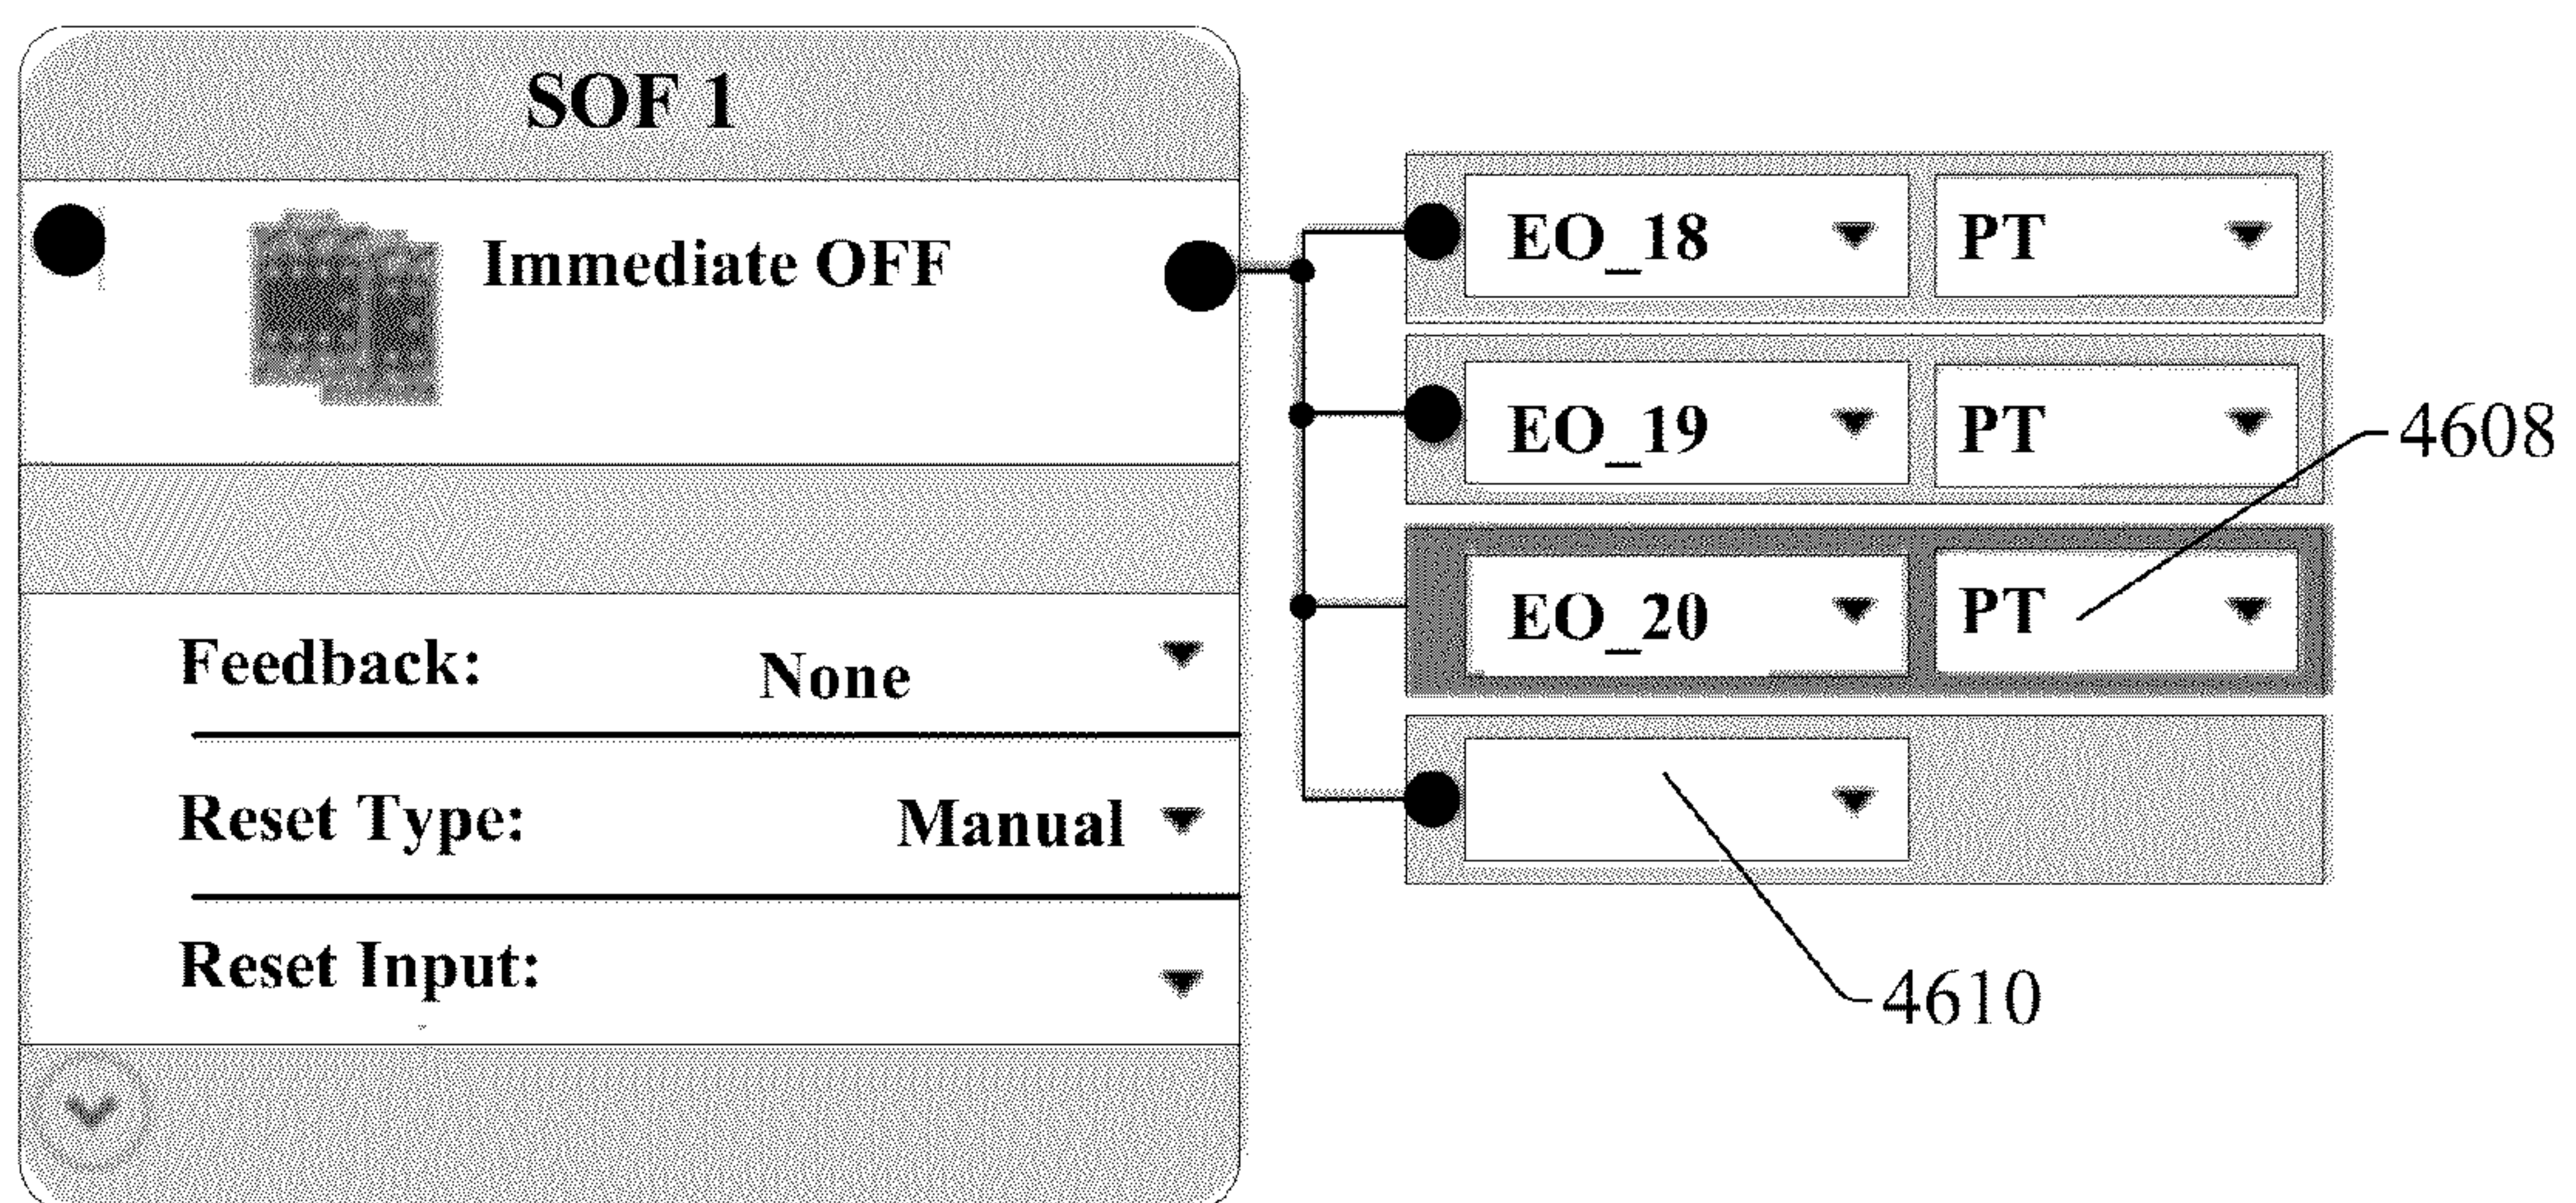 SOF 1
Immediate OFF
Feedback: None
Reset Type: Manual
Reset Input:
EO_18 PT
EO_19 PT
EO_20 PT
4608
4610